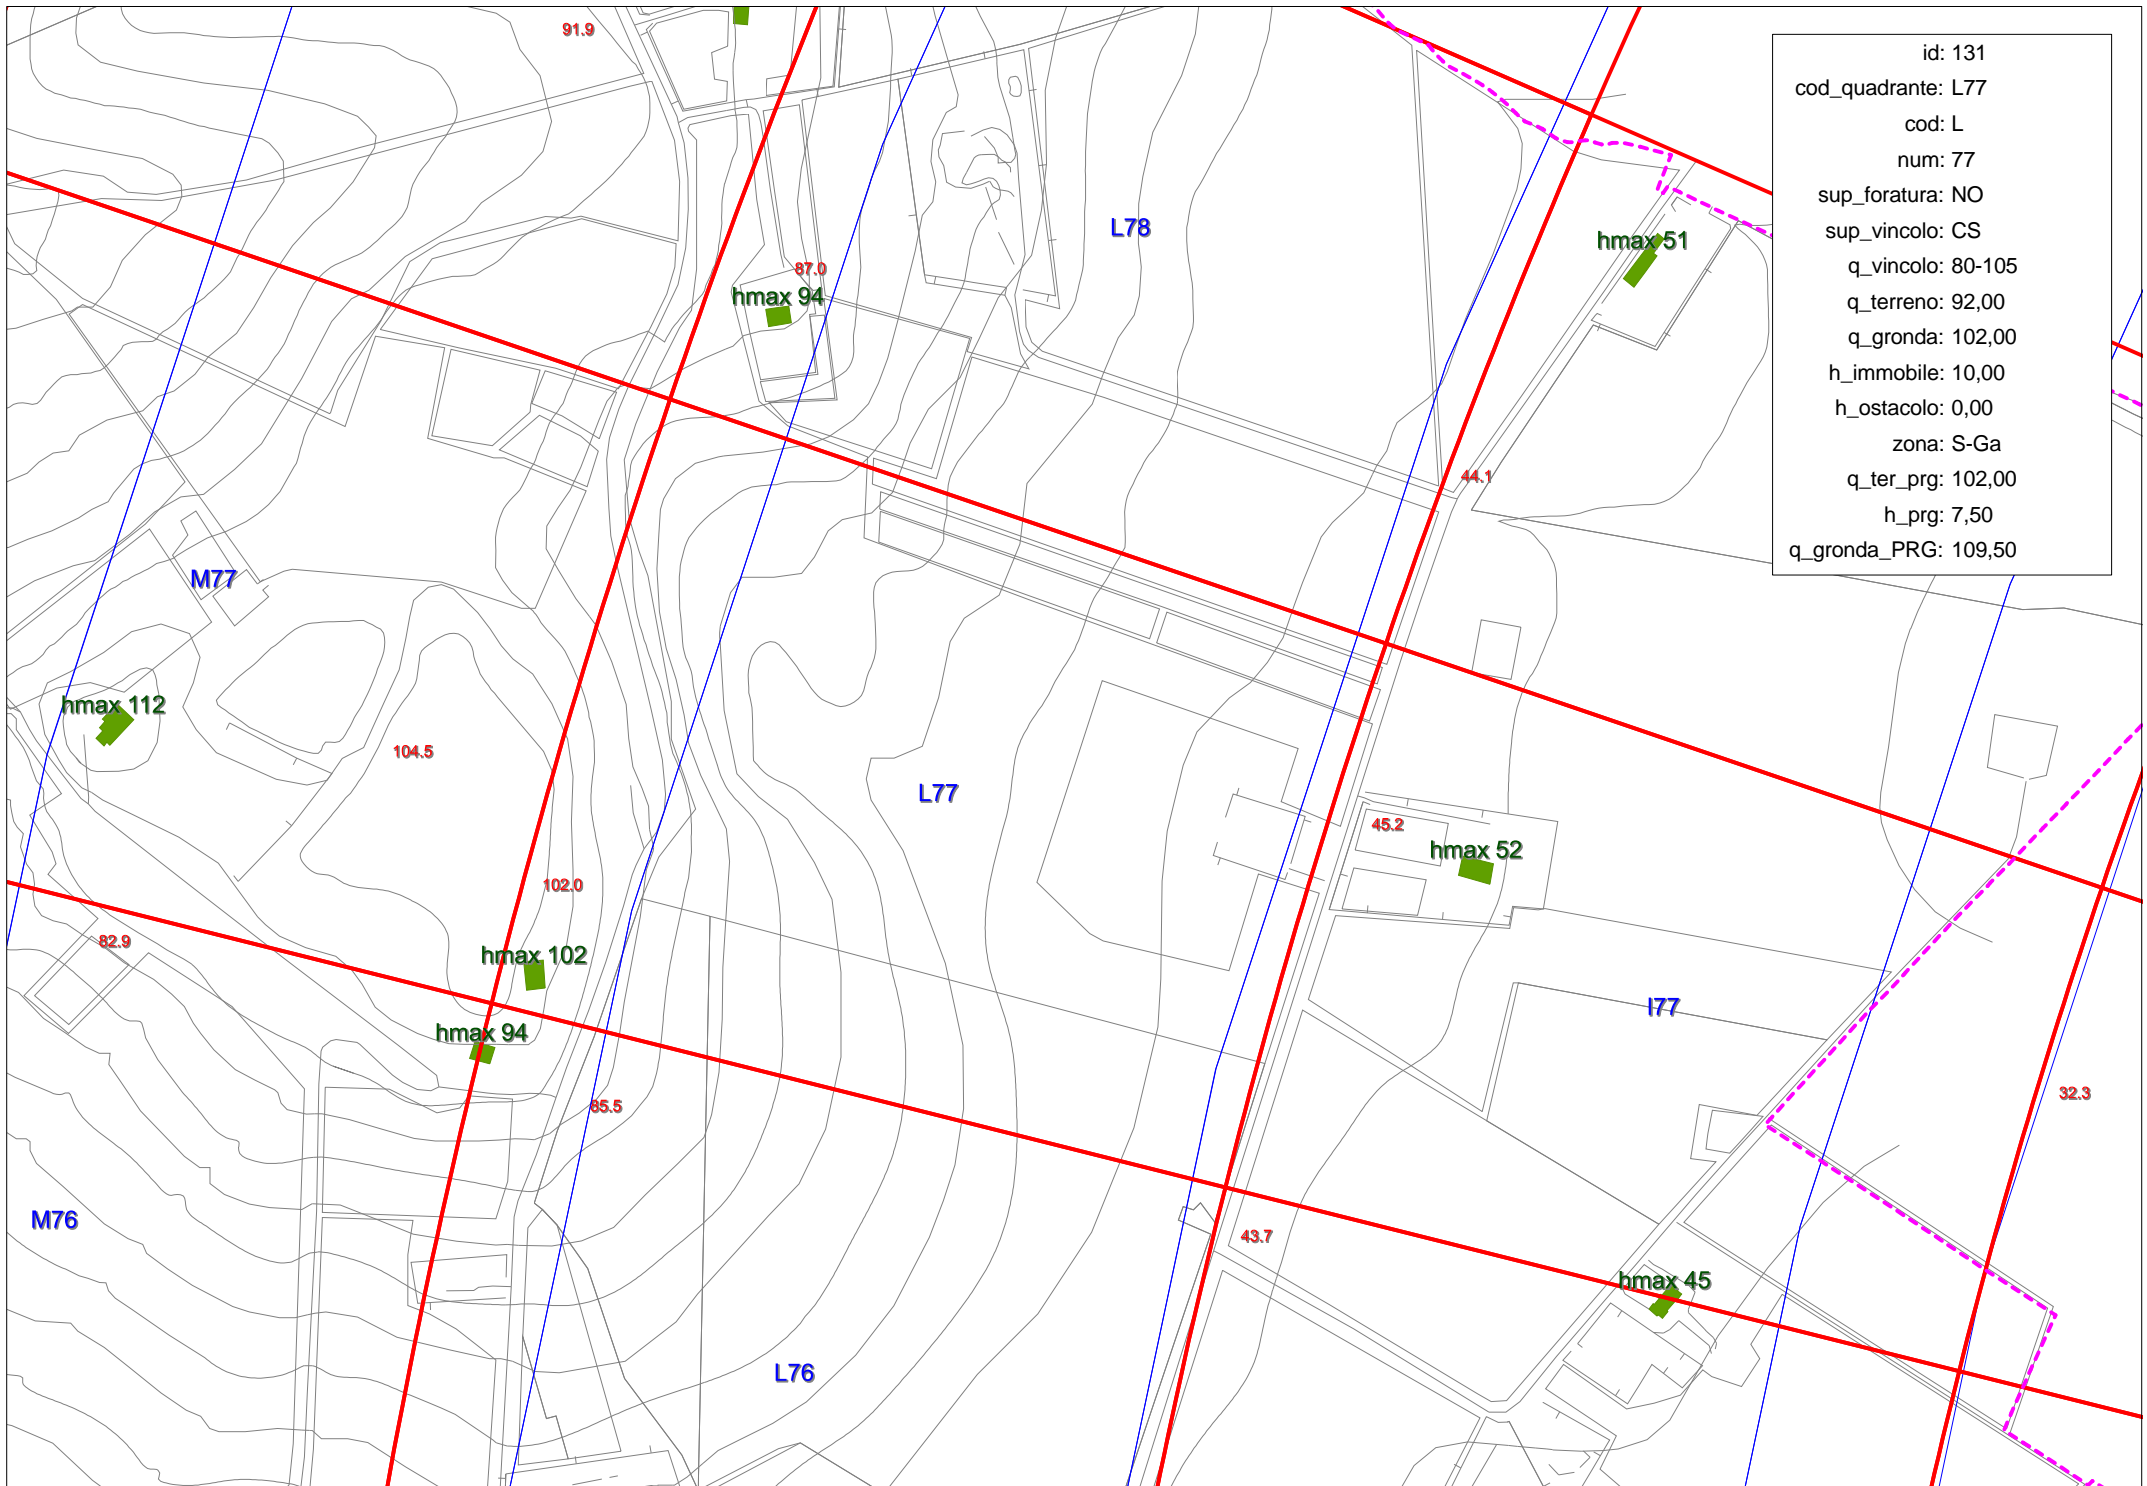 91.9
id: 131
cod_quadrante: L77
cod: L
num: 77
sup_foratura: NO
sup_vincolo: CS
q_vincolo: 80-105
q_terreno: 92,00
q_gronda: 102,00
h_immobile: 10,00
h_ostacolo: 0,00
zona: S-Ga
q_ter_prg: 102,00
h_prg: 7,50
q_gronda_PRG: 109,50
L78
hmax 51
87.0
hmax 94
44.1
M77
hmax 112
104.5
L77
45.2
hmax 52
102.0
82.9
hmax 102
I77
hmax 94
85.5
32.3
M76
43.7
hmax 45
L76